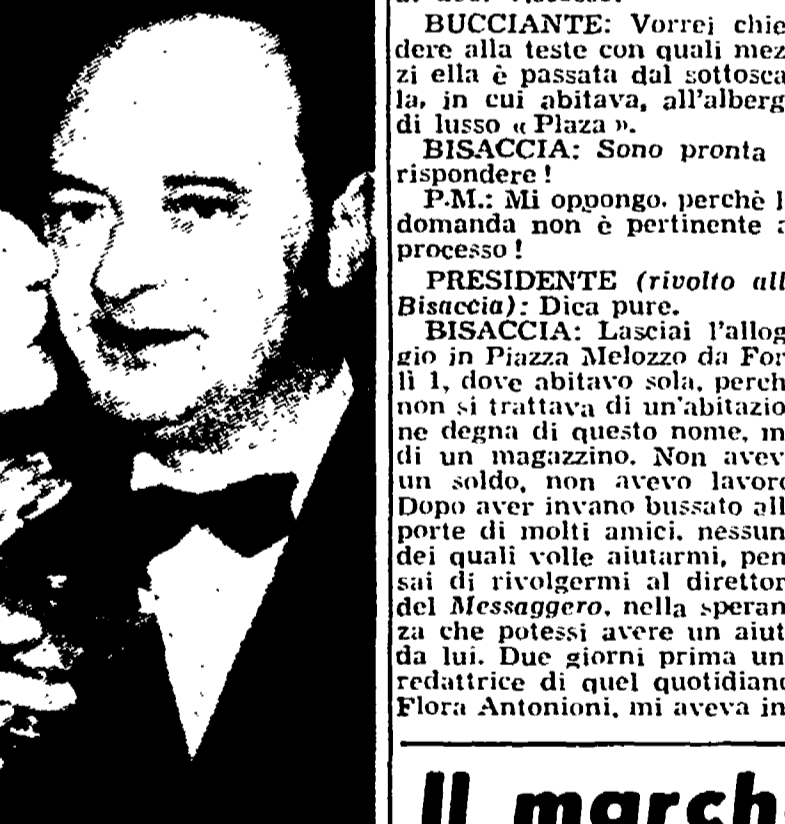 BUCCIANTE: Vorrei chie
dere alla teste con quali mez
zi ella è passata dal sottosca
la, in cui abitava, all'alberg
di lusso « Plaza ».
BISACCIA: Sono pronta
rispondere !
P.M.: Mi oppongo. perchè l
domanda non è pertinente a
processo !
PRESIDENTE (rivolto all
Bisaccia): Dica pure.
BISACCIA: Lasciai l'allog
gio in Piazza Melozzo da For
lì 1, dove abitavo sola, perch
non si trattava di un'abitazio
ne degna di questo nome, m
di un magazzino. Non avev
un soldo, non avevo lavoro
Dopo aver invano bussato all
porte di molti amici. nessun
dei quali volle aiutarmi, pen
sai di rivolgermi al direttor
del Messaggero, nella speran
za che potessi avere un aiut
da lui. Due giorni prima un
redattrice di quel quotidiano
Flora Antonioni, mi aveva in
Il march